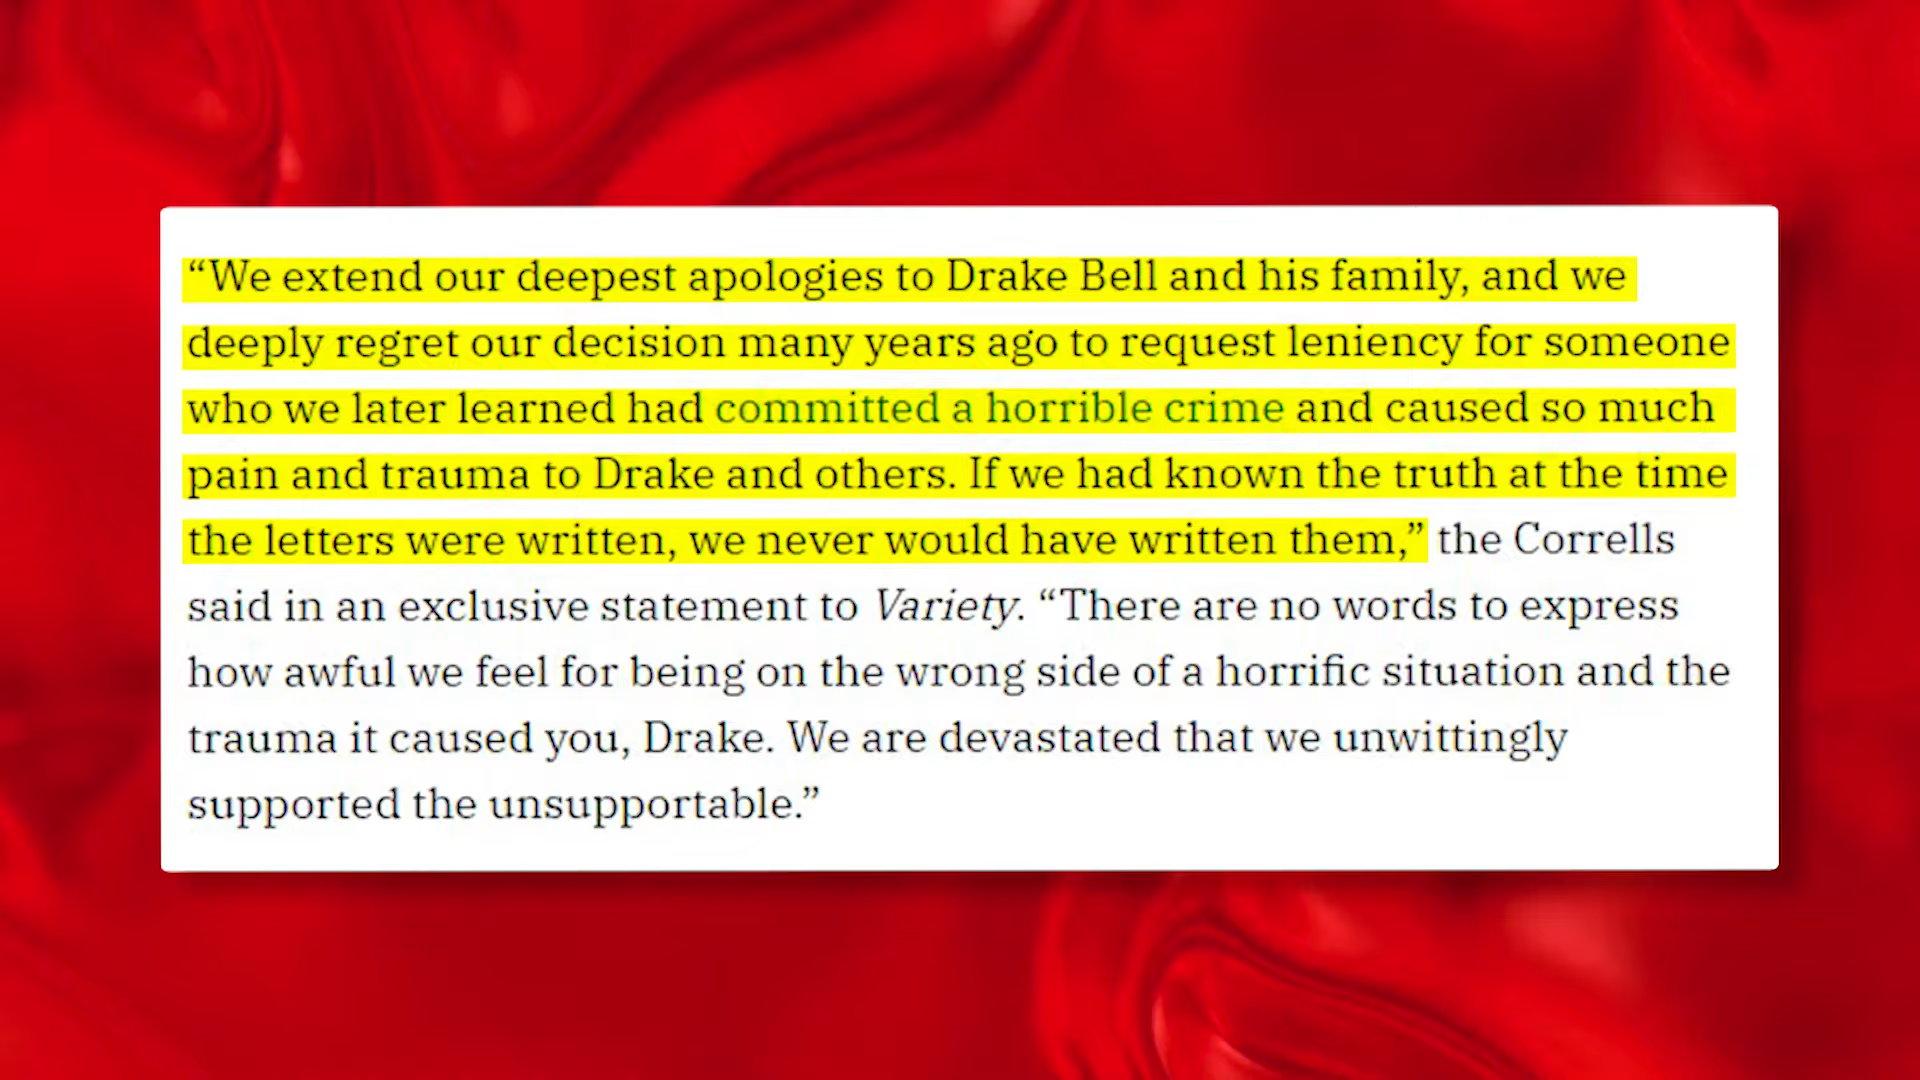 “We extend our deepest apologies to Drake Bell and his family, and we
deeply regret our decision many years ago to request leniency for someone
who we later learned had committed a horrible crime and caused so much
pain and trauma to Drake and others. If we had known the truth at the time
the letters were written, we never would have written them,” the Corrells
said in an exclusive statement to Variety. “There are no words to express
how awful we feel for being on the wrong side of a horrific situation and the
trauma it caused you, Drake. We are devastated that we unwittingly
supported the unsupportable.”